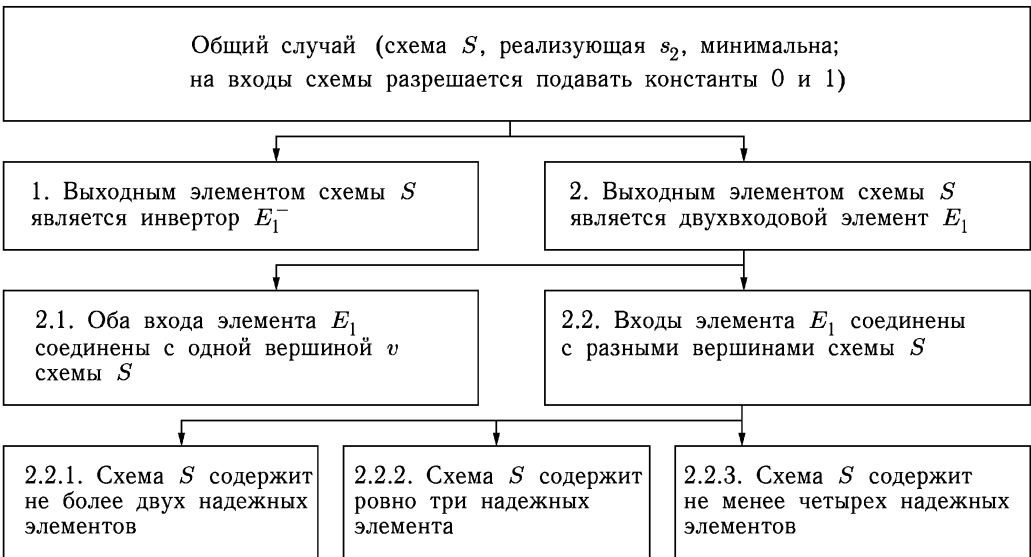 Общий случай (схема S, реализующая s₂, минимальна;
на входы схемы разрешается подавать константы 0 и 1)
1. Выходным элементом схемы S
является инвертор E₁⁻
2. Выходным элементом схемы S
является двухвходовой элемент E₁
2.1. Оба входа элемента E₁
соединены с одной вершиной v
схемы S
2.2. Входы элемента E₁ соединены
с разными вершинами схемы S
2.2.1. Схема S содержит
не более двух надежных
элементов
2.2.2. Схема S содержит
ровно три надежных
элемента
2.2.3. Схема S содержит
не менее четырех надежных
элементов